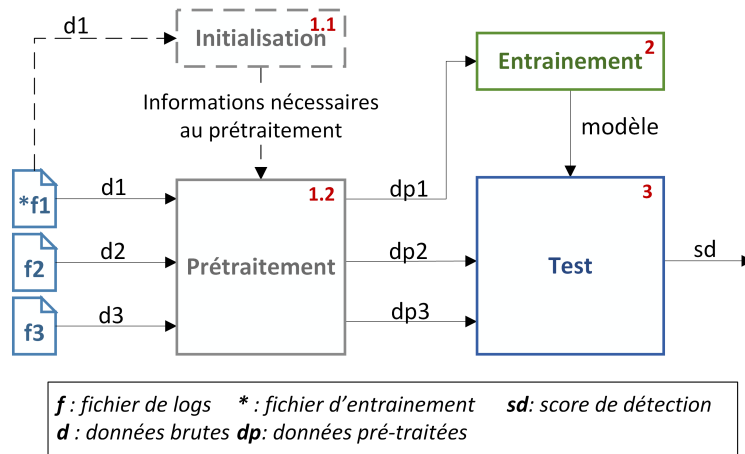 d1
Initialisation
1.1
Entrainement
2
Informations nécessaires
au prétraitement
modèle
*f1
d1
1.2
dp1
3
f2
d2
Prétraitement
dp2
Test
sd
f3
d3
dp3
f : fichier de logs * : fichier d'entrainement sd: score de détection
d : données brutes dp: données pré-traitées